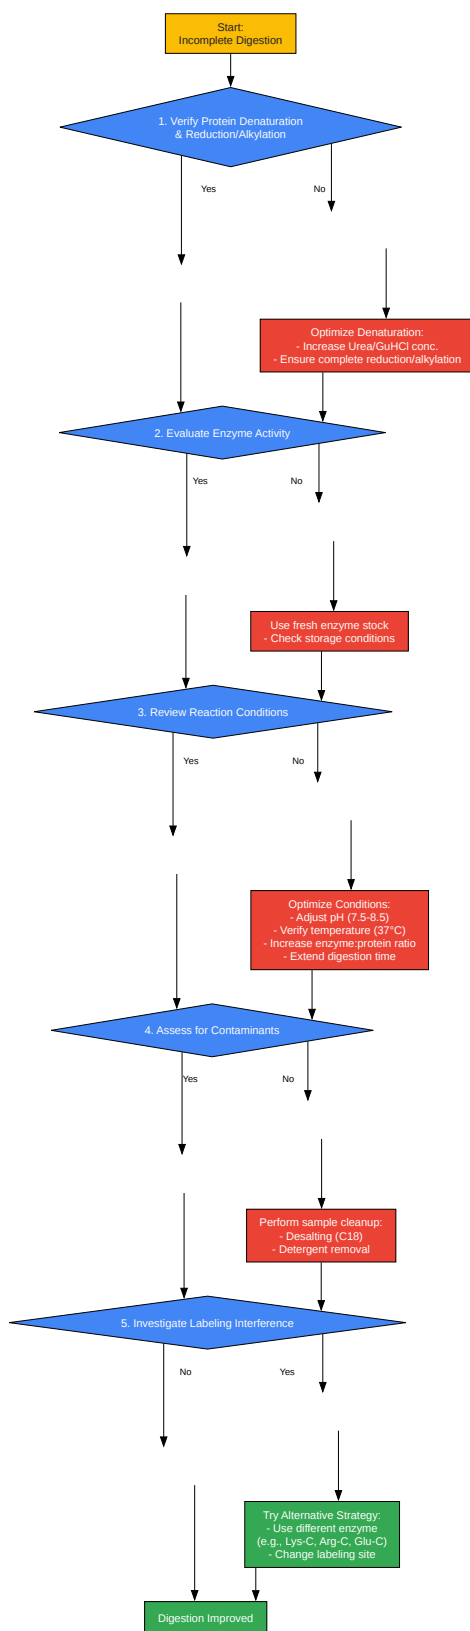 Start:
Incomplete Digestion
1. Verify Protein Denaturation
& Reduction/Alkylation
Yes
No
Optimize Denaturation:
- Increase Urea/GuHCl conc.
- Ensure complete reduction/alkylation
2. Evaluate Enzyme Activity
Yes
No
Use fresh enzyme stock
- Check storage conditions
3. Review Reaction Conditions
Yes
No
Optimize Conditions:
- Adjust pH (7.5-8.5)
- Verify temperature (37°C)
- Increase enzyme:protein ratio
- Extend digestion time
4. Assess for Contaminants
Yes
No
Perform sample cleanup:
- Desalting (C18)
- Detergent removal
5. Investigate Labeling Interference
No
Yes
Try Alternative Strategy:
- Use different enzyme
(e.g., Lys-C, Arg-C, Glu-C)
- Change labeling site
Digestion Improved